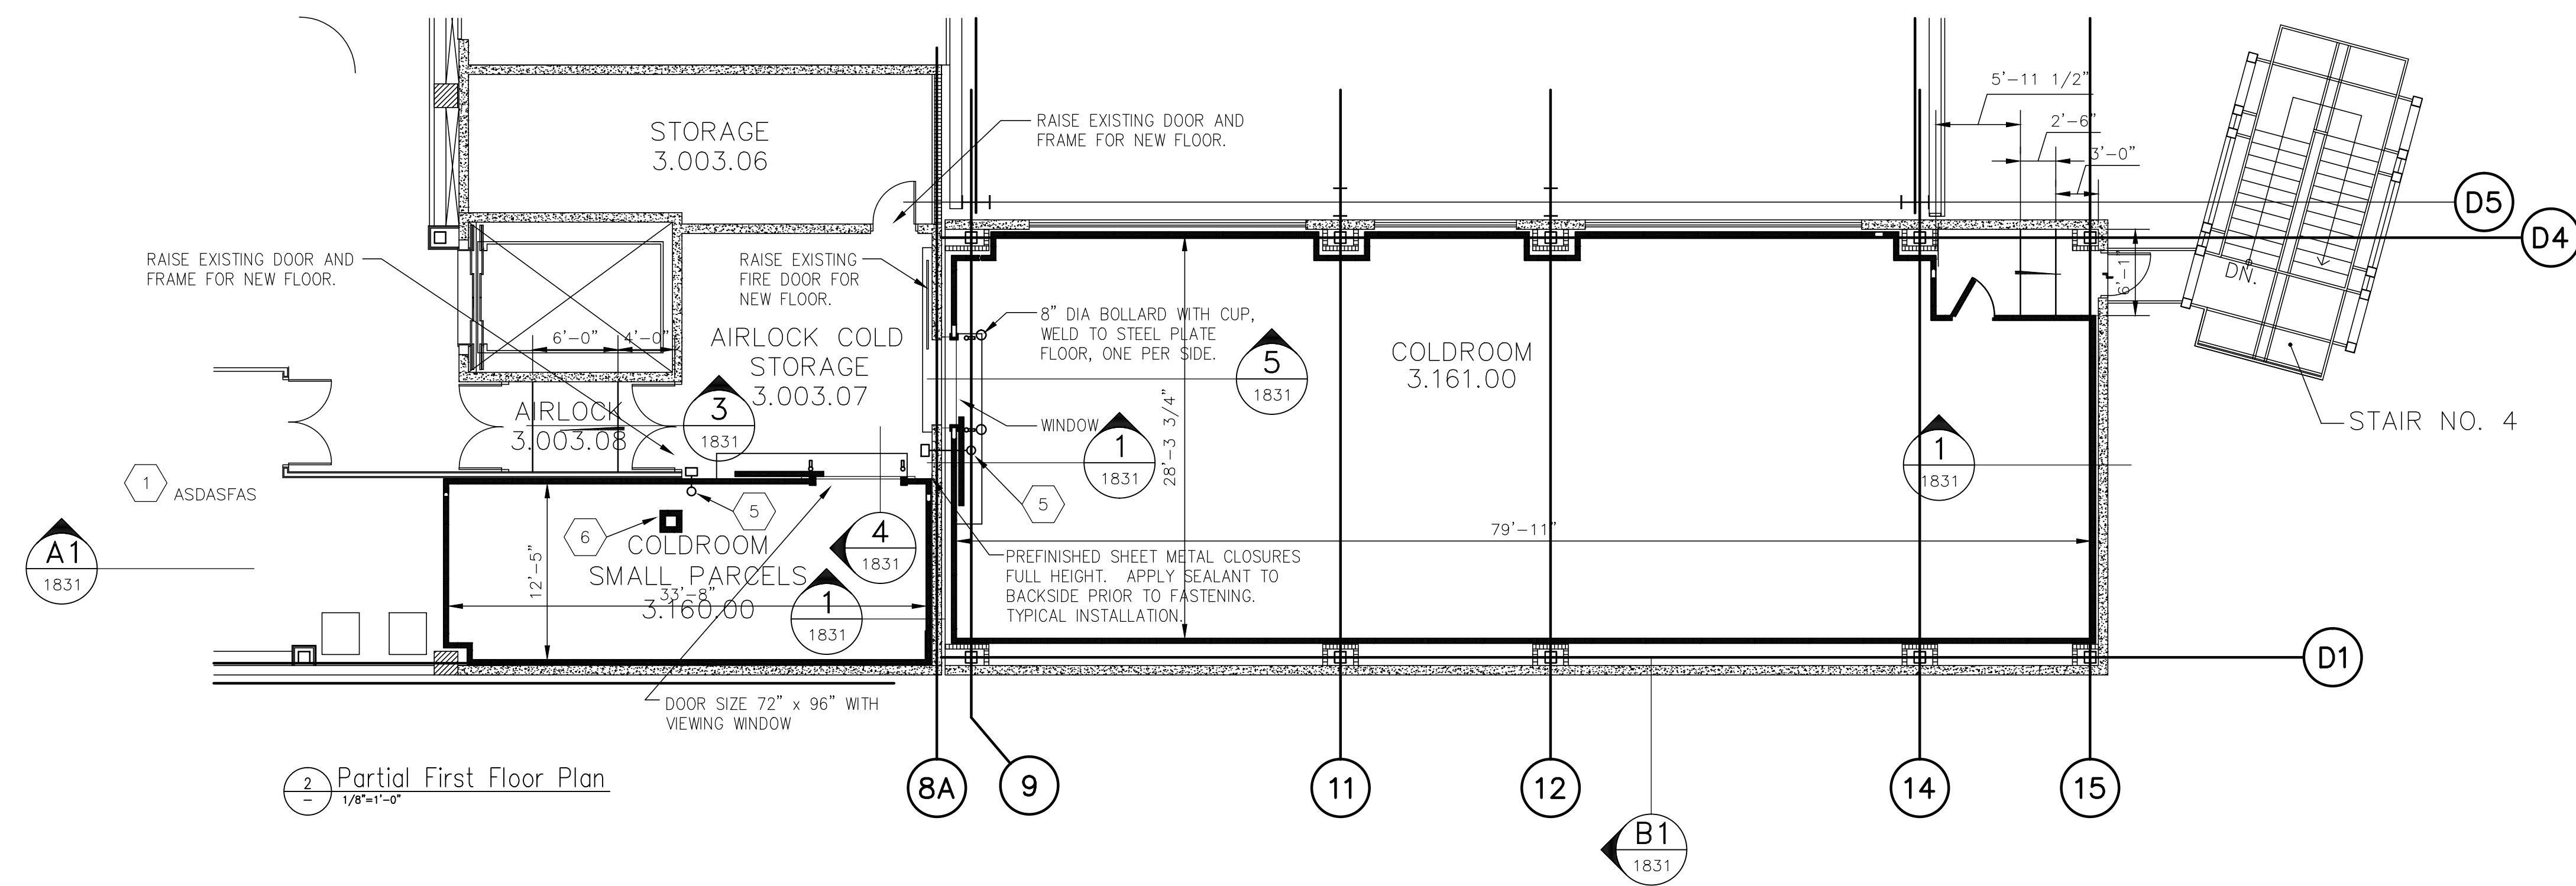 STORAGE
3.003.06
RAISE EXISTING DOOR AND
FRAME FOR NEW FLOOR.
5'-11 1/2"
2'-6"
3'-0"
D5
D4
6'-1"
DN.
STAIR NO. 4
RAISE EXISTING DOOR AND
FRAME FOR NEW FLOOR.
RAISE EXISTING
FIRE DOOR FOR
NEW FLOOR.
6'-0"
4'-0"
AIRLOCK COLD
STORAGE
3.003.07
8" DIA BOLLARD WITH CUP,
WELD TO STEEL PLATE
FLOOR, ONE PER SIDE.
5
1831
COLDROOM
3.161.00
AIRLOCK
3.003.08
3
1831
WINDOW
1
1831
28'-3 3/4"
1
1831
1
ASDASFAS
5
5
6
A1
1831
COLDROOM
SMALL PARCELS
3.160.00
12'-5"
33'-8"
4
1831
1
1831
79'-11"
PREFINISHED SHEET METAL CLOSURES
FULL HEIGHT. APPLY SEALANT TO
BACKSIDE PRIOR TO FASTENING.
TYPICAL INSTALLATION.
D1
DOOR SIZE 72" x 96" WITH
VIEWING WINDOW
2
–
Partial First Floor Plan
1/8"=1'-0"
8A
9
11
12
14
15
B1
1831